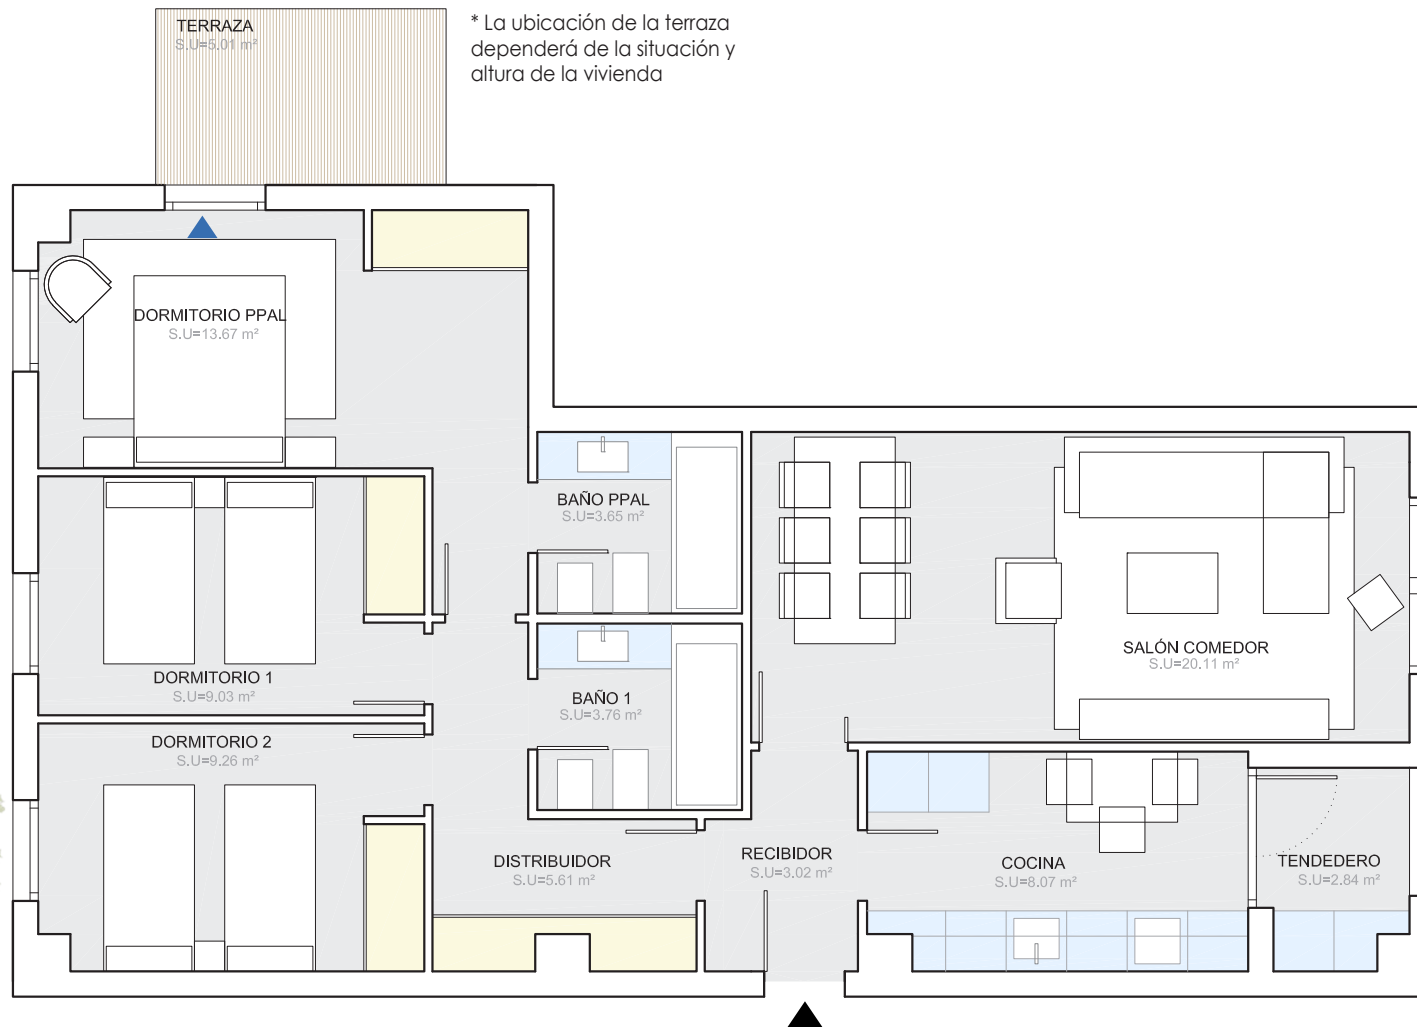 TERRAZA
S.U=5.01 m²
* La ubicación de la terraza
dependerá de la situación y
altura de la vivienda
DORMITORIO PPAL
S.U=13.67 m²
BAÑO PPAL
S.U=3.65 m²
SALÓN COMEDOR
S.U=20.11 m²
DORMITORIO 1
S.U=9.03 m²
BAÑO 1
S.U=3.76 m²
DORMITORIO 2
S.U=9.26 m²
DISTRIBUIDOR
S.U=5.61 m²
RECIBIDOR
S.U=3.02 m²
COCINA
S.U=8.07 m²
TENDEDERO
S.U=2.84 m²